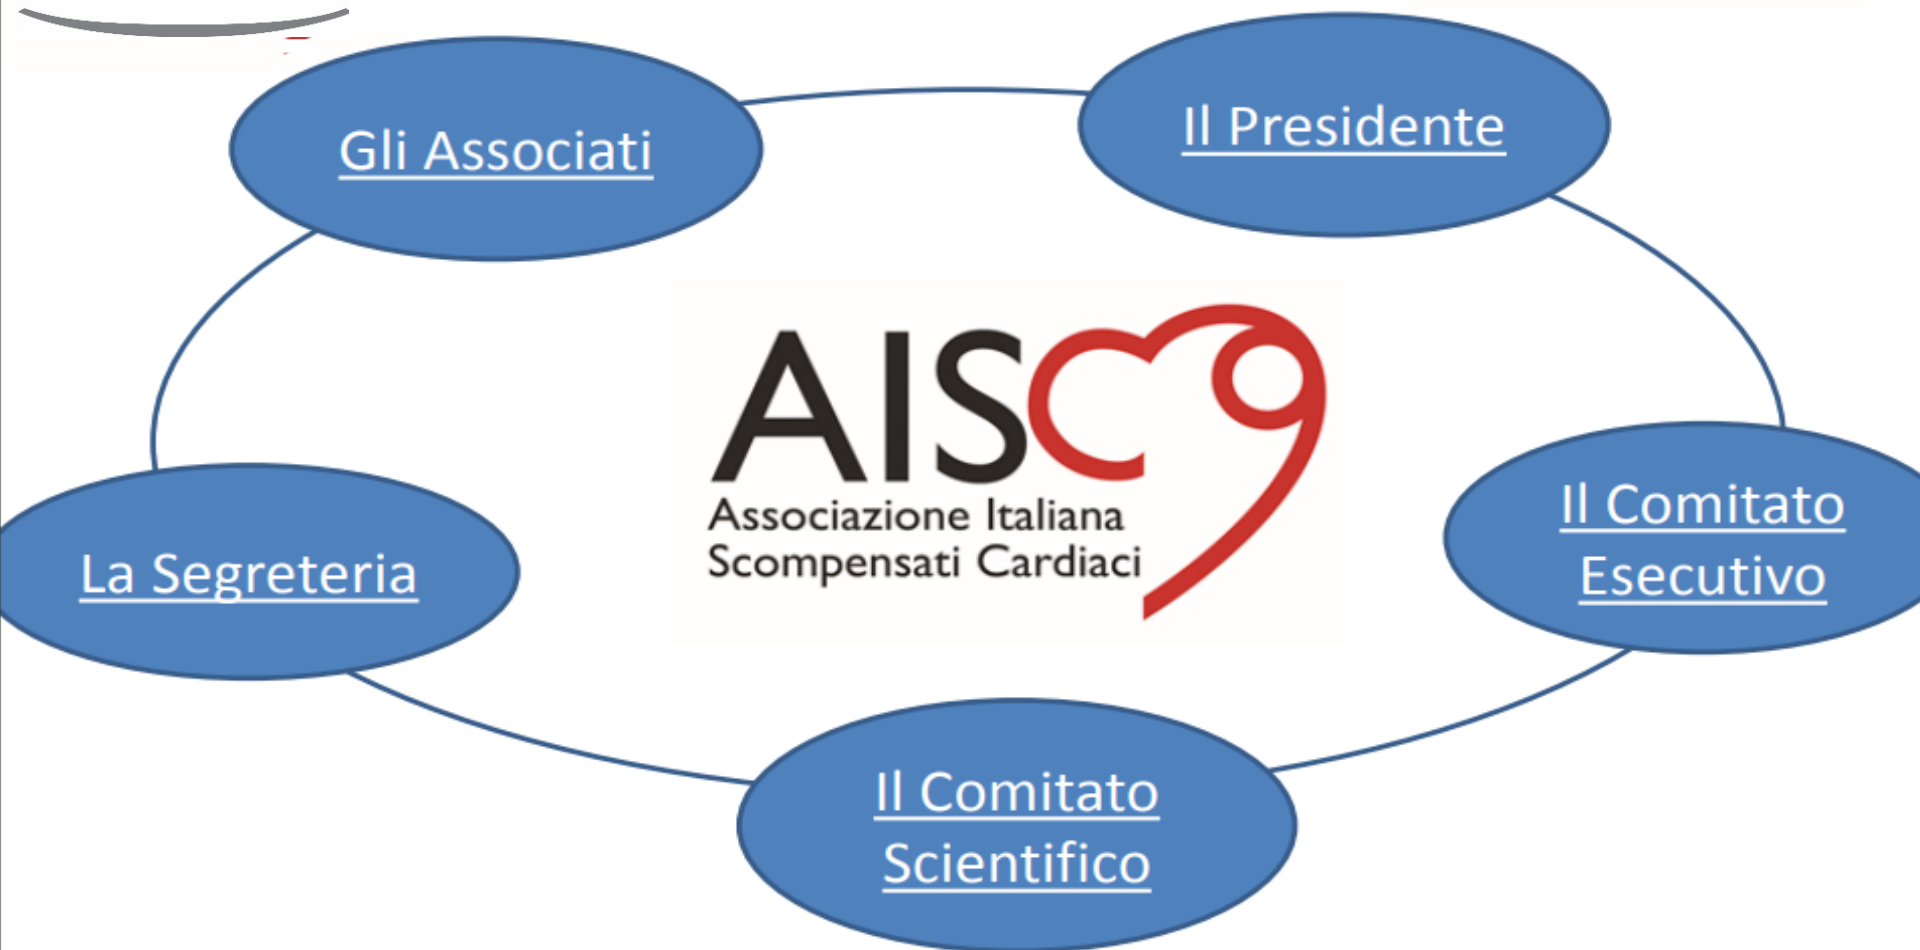 Gli Associati
Il Presidente
AISC
Associazione Italiana
Scompensati Cardiaci
La Segreteria
Il Comitato
Esecutivo
Il Comitato
Scientifico